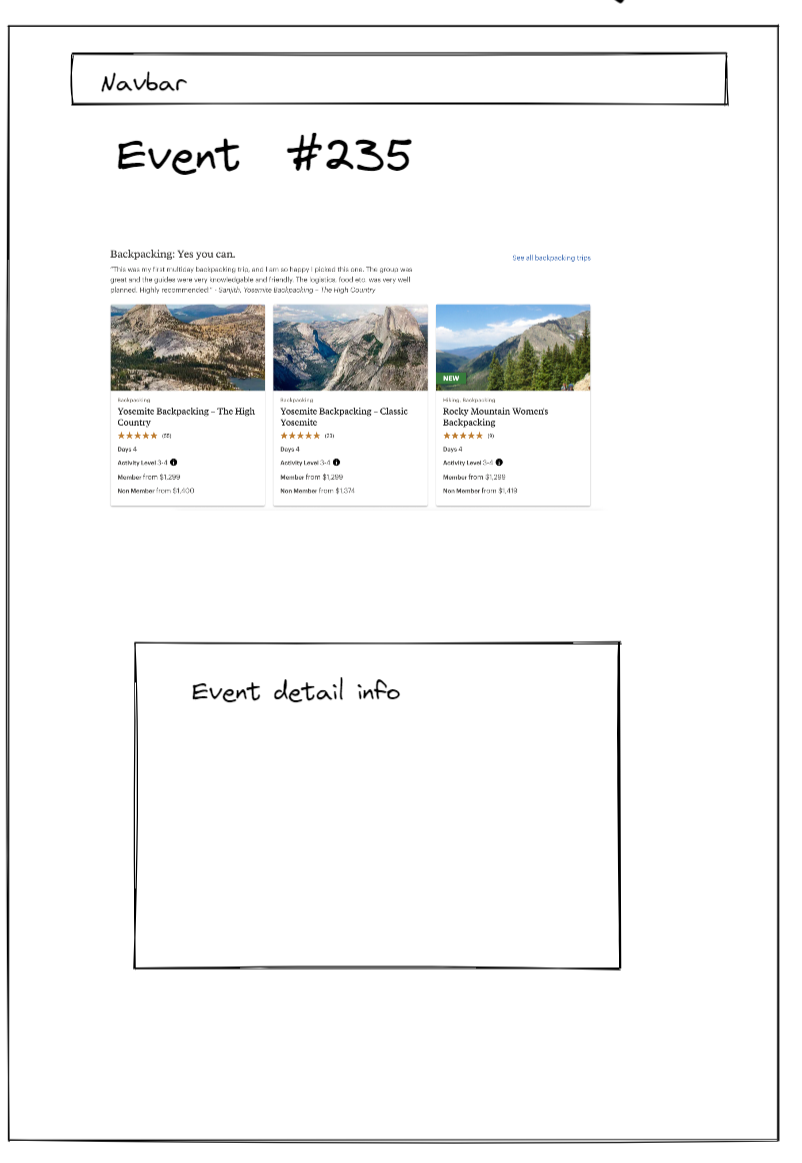 Navbar
Event #235
Backpacking: Yes you can.
See all backpacking trips
"This was my first multiday backpacking trip, and I am so happy I picked this one. The group was
great and the guides were very knowledgable and friendly. The logistics, food etc. was very well
planned. Highly recommended." - Sanjith, Yosemite Backpacking – The High Country
NEW
Backpacking
Yosemite Backpacking – The High
Country
Days 4
Activity Level 3-4
Member from $1,299
Non Member from $1,400
Backpacking
Yosemite Backpacking – Classic
Yosemite
(23)
Days 4
Activity Level 3-4
Member from $1,299
Non Member from $1,374
Hiking, Backpacking
Rocky Mountain Women's
Backpacking
Days 4
Activity Level 3-4
Member from $1,299
Non Member from $1,419
Event detail info